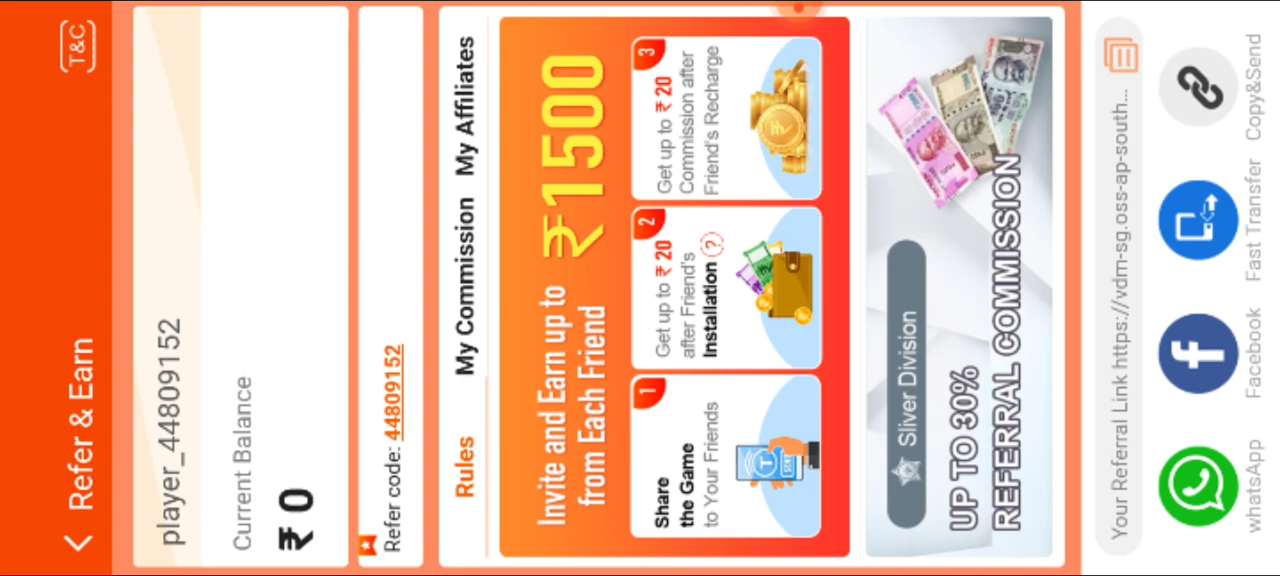 Refer & Earn
T&C
player_44809152
Current Balance
₹ 0
Refer code: 44809152
Rules
My Commission
My Affiliates
Invite and Earn up to
from Each Friend
₹1500
1
Share
the Game
to Your Friends
2
Get up to ₹ 20
after Friend's
Installation (?)
3
Get up to ₹ 20
Commission after
Friend's Recharge
Sliver Division
UP TO 30%
REFERRAL COMMISSION
Your Referral Link https://vdm-sg.oss-ap-south...
whatsApp
Facebook
Fast Transfer
Copy&Send